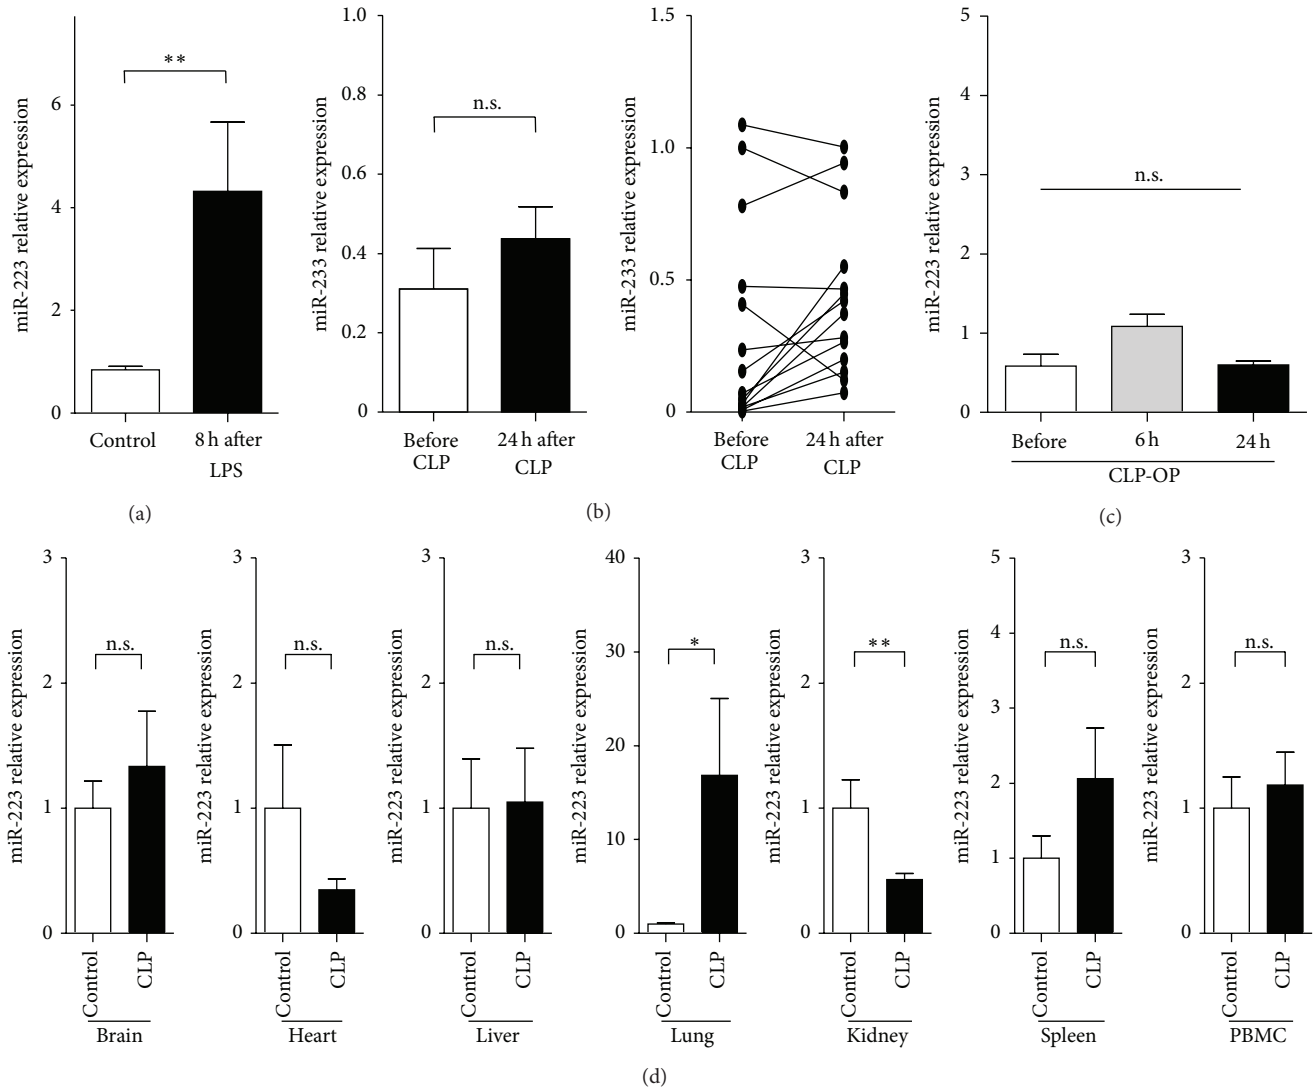 miR-223 relative expression
6
4
2
0
**
Control
8 h after
LPS
(a)
miR-233 relative expression
1.0
0.8
0.6
0.4
0.2
0
n.s.
Before
CLP
24 h after
CLP
miR-233 relative expression
1.5
1.0
0.5
0
Before
CLP
24 h after
CLP
(b)
miR-223 relative expression
5
4
3
2
1
0
n.s.
Before
6 h
24 h
CLP-OP
(c)
miR-223 relative expression
3
2
1
0
n.s.
Control
CLP
Brain
miR-223 relative expression
3
2
1
0
n.s.
Control
CLP
Heart
miR-223 relative expression
3
2
1
0
n.s.
Control
CLP
Liver
miR-223 relative expression
40
30
20
10
0
*
Control
CLP
Lung
miR-223 relative expression
3
2
1
0
**
Control
CLP
Kidney
miR-223 relative expression
5
4
3
2
1
0
n.s.
Control
CLP
Spleen
miR-223 relative expression
3
2
1
0
n.s.
Control
CLP
PBMC
(d)